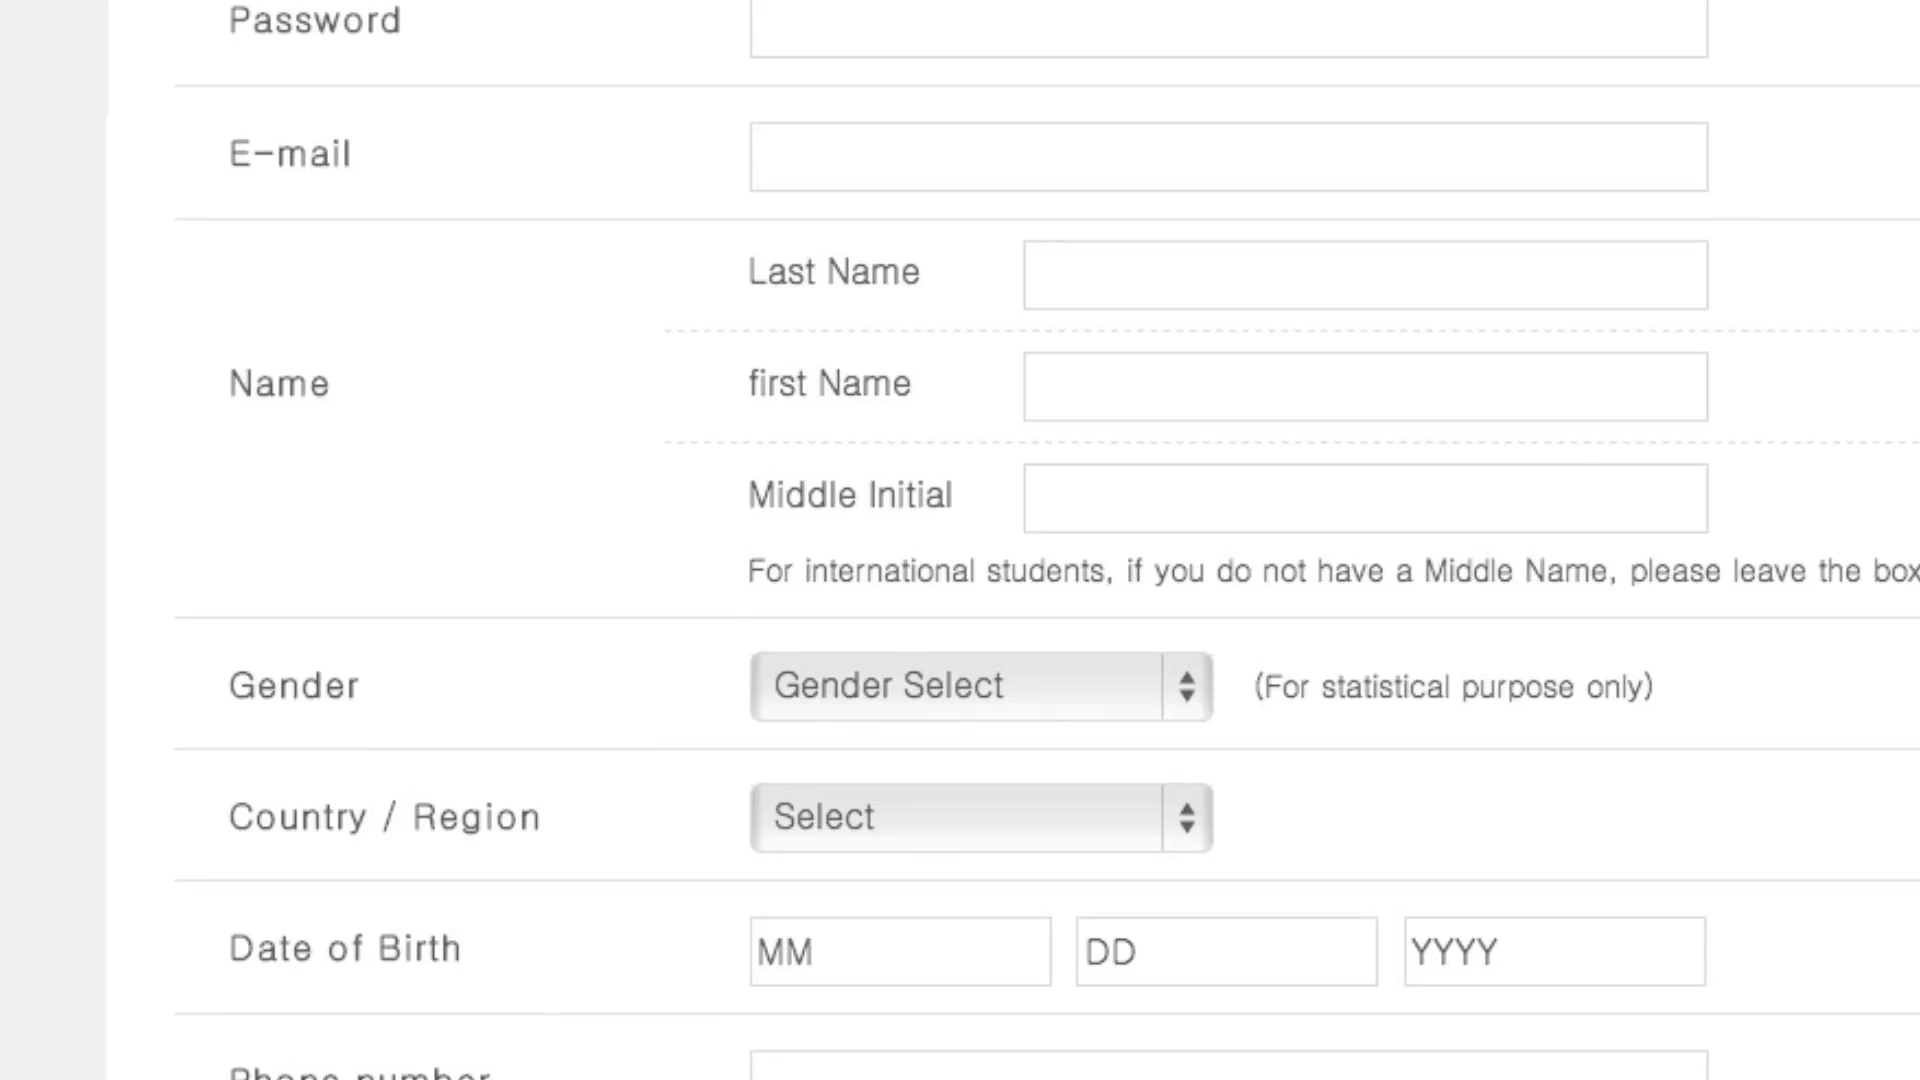 Password
E-mail
Last Name
Name
first Name
Middle Initial
For international students, if you do not have a Middle Name, please leave the box
Gender
Gender Select
(For statistical purpose only)
Country / Region
Select
Date of Birth
MM
DD
YYYY
Phone number